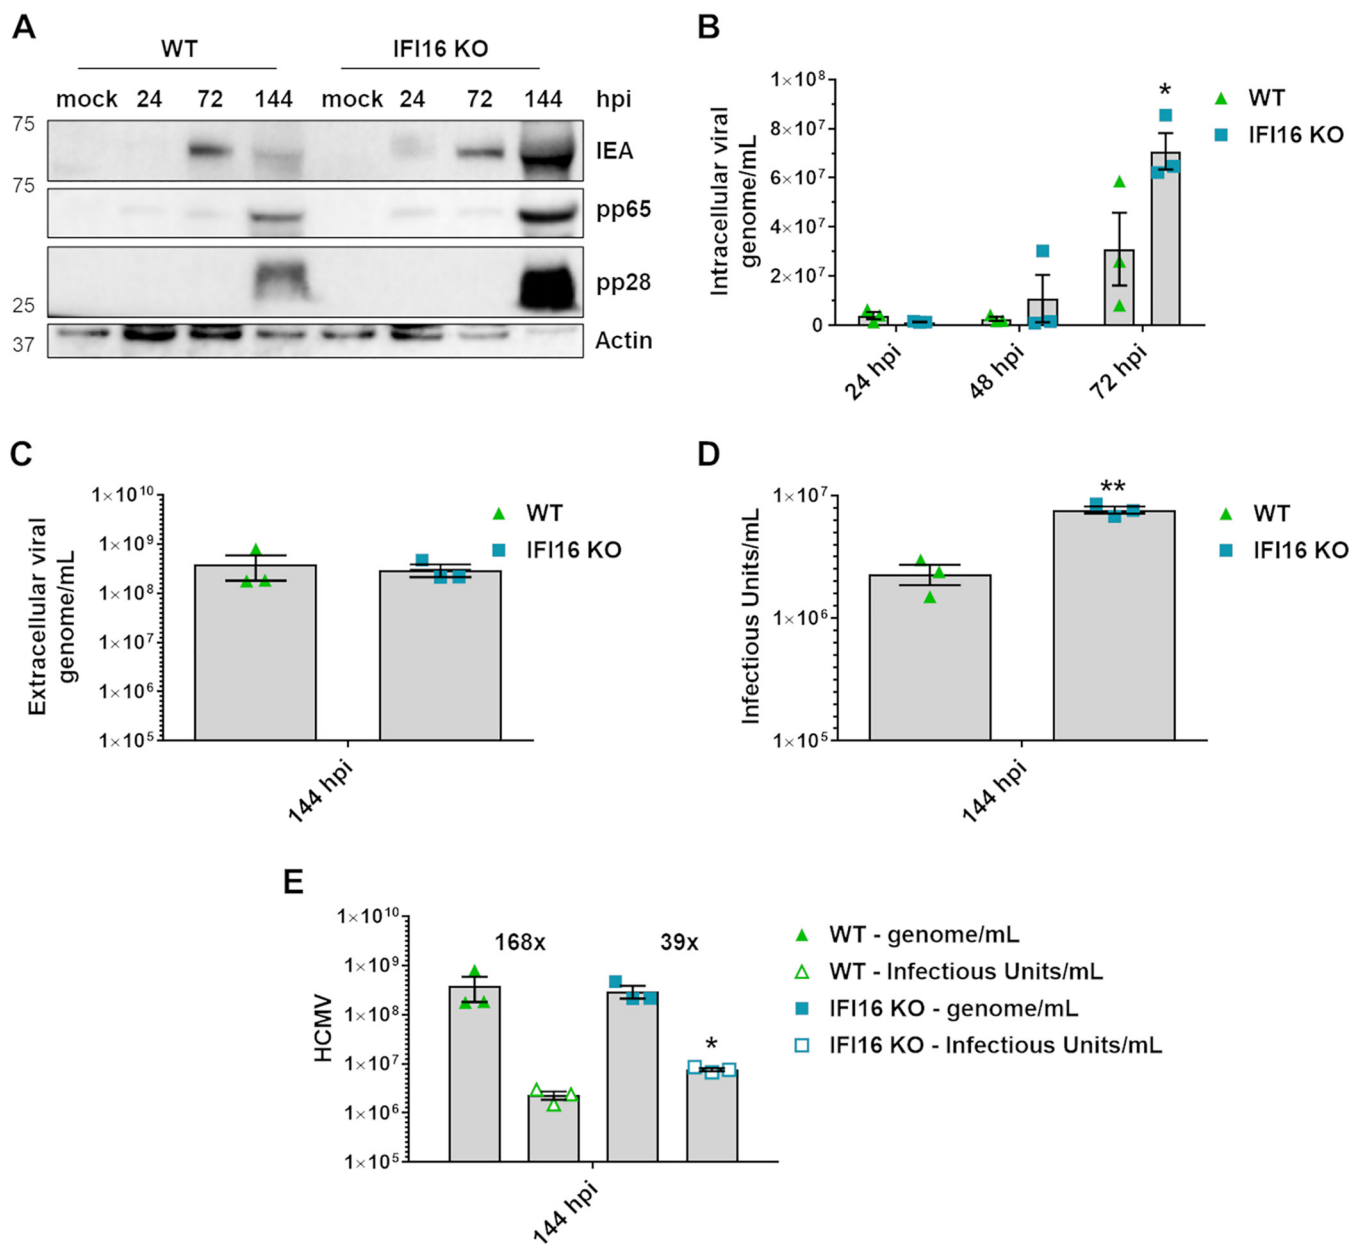 A
WT IFI16 KO
mock 24 72 144 mock 24 72 144 hpi
75
IEA
75
pp65
pp28
25
Actin
37
B
Intracellular viral
genome/mL
1×10⁸
8×10⁷
6×10⁷
4×10⁷
2×10⁷
0
*
WT
IFI16 KO
24 hpi
48 hpi
72 hpi
C
Extracellular viral
genome/mL
1×10¹⁰
1×10⁹
1×10⁸
1×10⁷
1×10⁶
1×10⁵
WT
IFI16 KO
144 hpi
D
Infectious Units/mL
1×10⁷
1×10⁶
1×10⁵
**
WT
IFI16 KO
144 hpi
E
HCMV
1×10¹⁰
1×10⁹
1×10⁸
1×10⁷
1×10⁶
1×10⁵
168x 39x
*
WT - genome/mL
WT - Infectious Units/mL
IFI16 KO - genome/mL
IFI16 KO - Infectious Units/mL
144 hpi